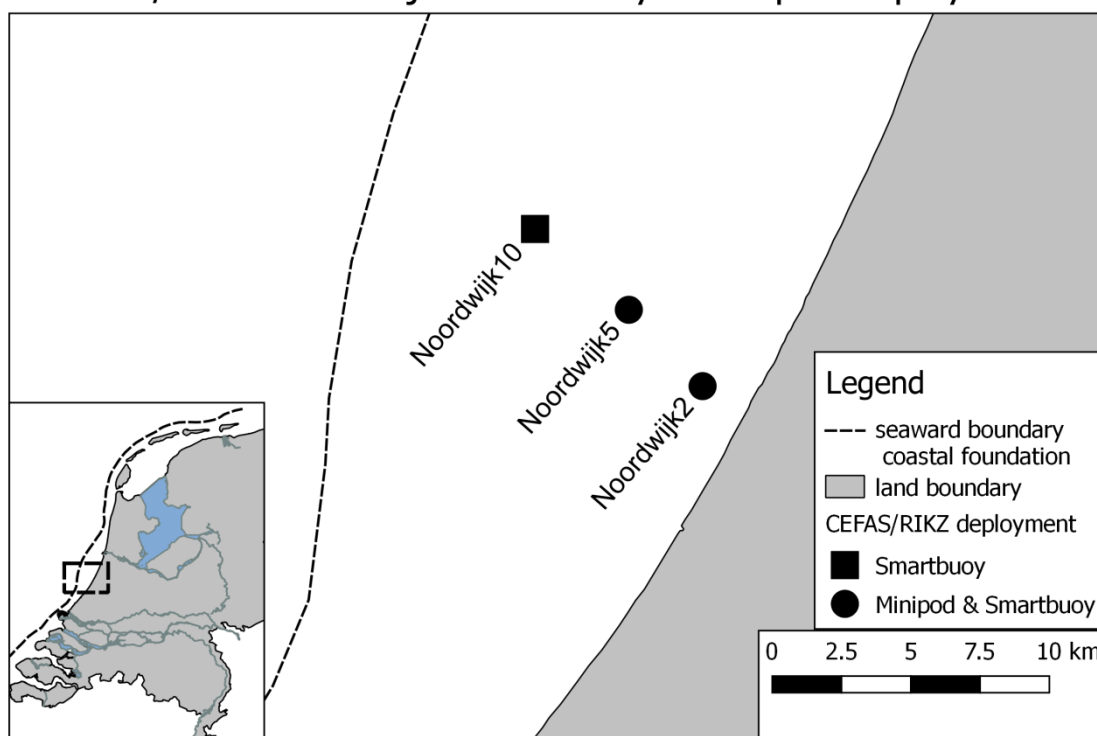 Noordwijk10
Noordwijk5
Noordwijk2
Legend
seaward boundary
coastal foundation
land boundary
CEFAS/RIKZ deployment
Smartbuoy
Minipod & Smartbuoy
0 2.5 5 7.5 10 km